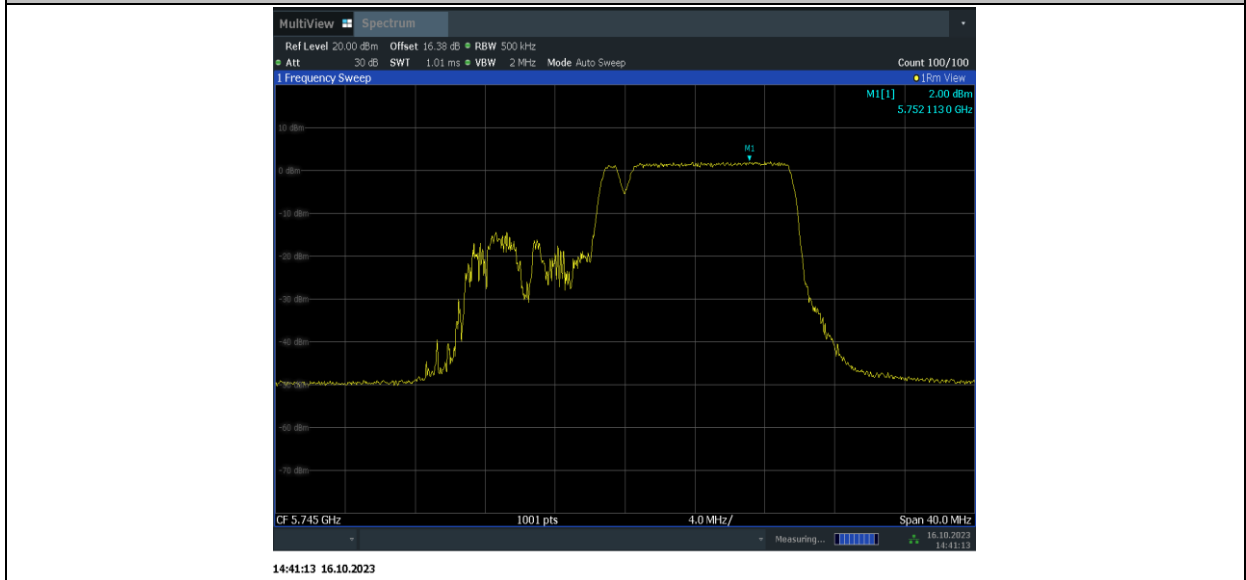 MultiView Spectrum
Ref Level 20.00 dBm Offset 16.38 dB RBW 500 kHz
Att 30 dB SWT 1.01 ms VBW 2 MHz Mode Auto Sweep Count 100/100
1 Frequency Sweep 1Rm View
M1[1] 2.00 dBm
5.752 113 0 GHz
10 dBm
M1
0 dBm
-10 dBm
-20 dBm
-30 dBm
-40 dBm
-50 dBm
-60 dBm
-70 dBm
CF 5.745 GHz 1001 pts 4.0 MHz/ Span 40.0 MHz
Measuring... 16.10.2023
14:41:13
14:41:13 16.10.2023